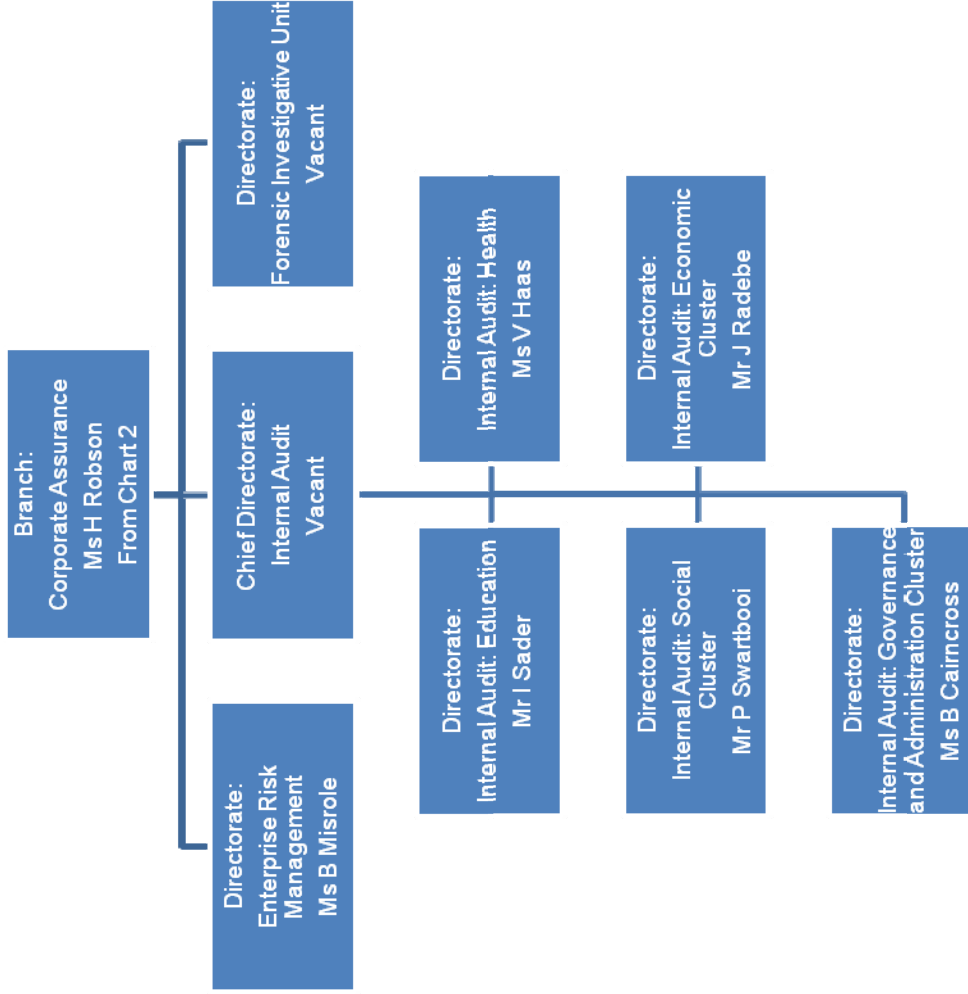 Branch:
Corporate Assurance
Ms H Robson
From Chart 2
Directorate:
Enterprise Risk
Management
Ms B Misrole
Chief Directorate:
Internal Audit
Vacant
Directorate:
Forensic Investigative Unit
Vacant
Directorate:
Internal Audit: Education
Mr I Sader
Directorate:
Internal Audit: Health
Ms V Haas
Directorate:
Internal Audit: Social
Cluster
Mr P Swartbooi
Directorate:
Internal Audit: Economic
Cluster
Mr J Radebe
Directorate:
Internal Audit: Governance
and Administration Cluster
Ms B Cairncross